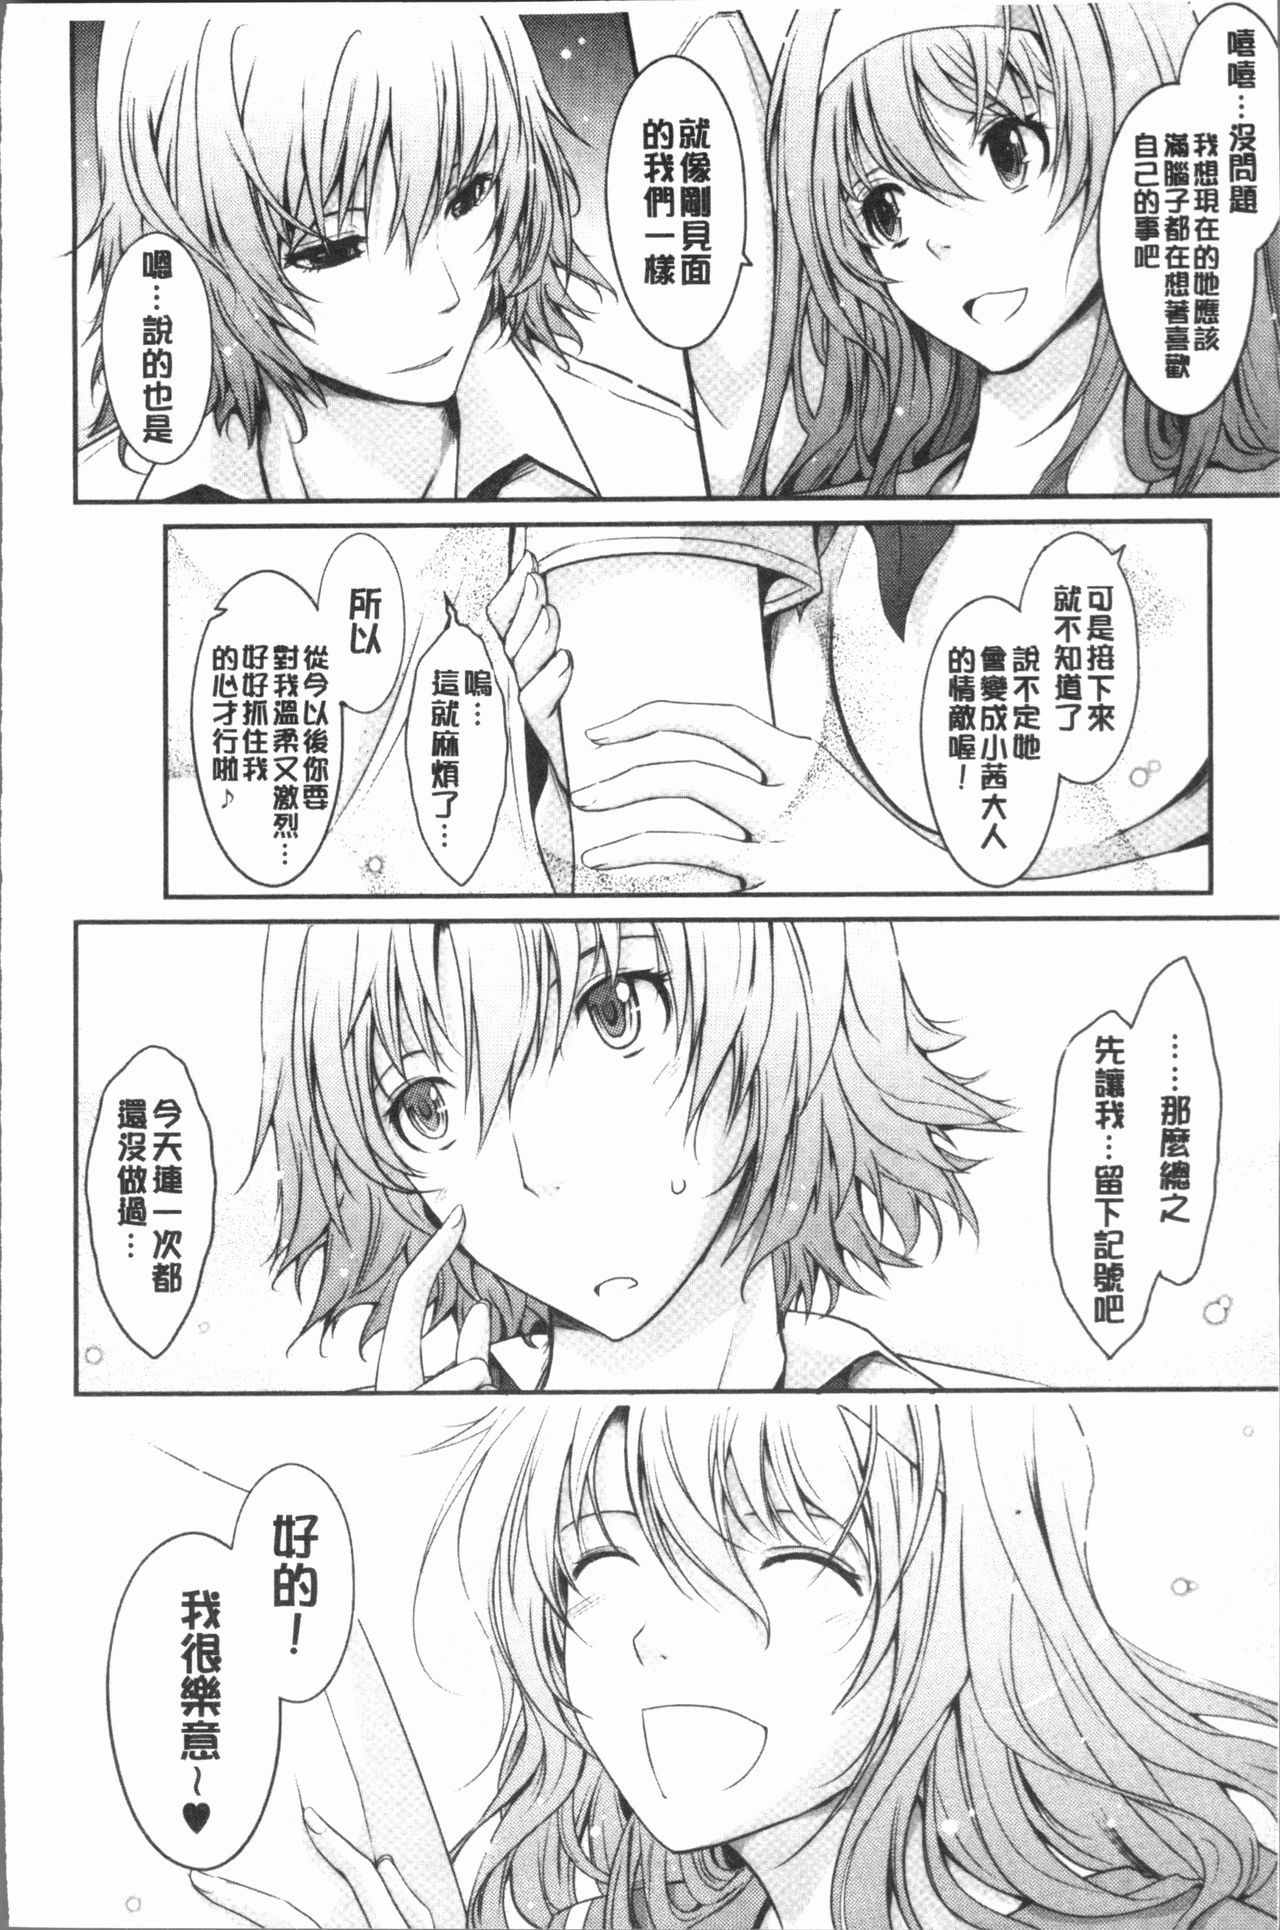 嘻嘻…沒問題
我想現在的她應該
滿腦子都在想著喜歡
自己的事吧
就像剛見面
的我們一樣
嗯…說的也是
可是接下來
就不知道了
說不定她
會變成小茜大人
的情敵喔！
嗚…
這就麻煩了…
所以
從今以後你要
對我溫柔又激烈…
好好抓住我
的心才行啦♪
……那麼總之
先讓我…留下記號吧
今天連一次都
還沒做過…
好的！
我很樂意～♥